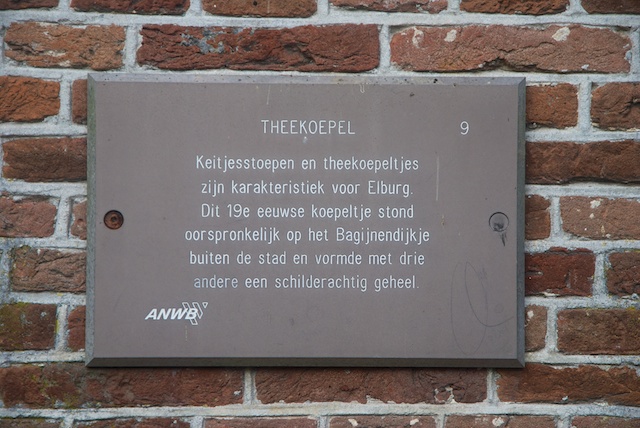 THEEKOEPEL 9
Keitjesstoepen en theekoepeltjes
zijn karakteristiek voor Elburg.
Dit 19e eeuwse koepeltje stond
oorspronkelijk op het Bagijnendijkje
buiten de stad en vormde met drie
andere een schilderachtig geheel.
ANWB